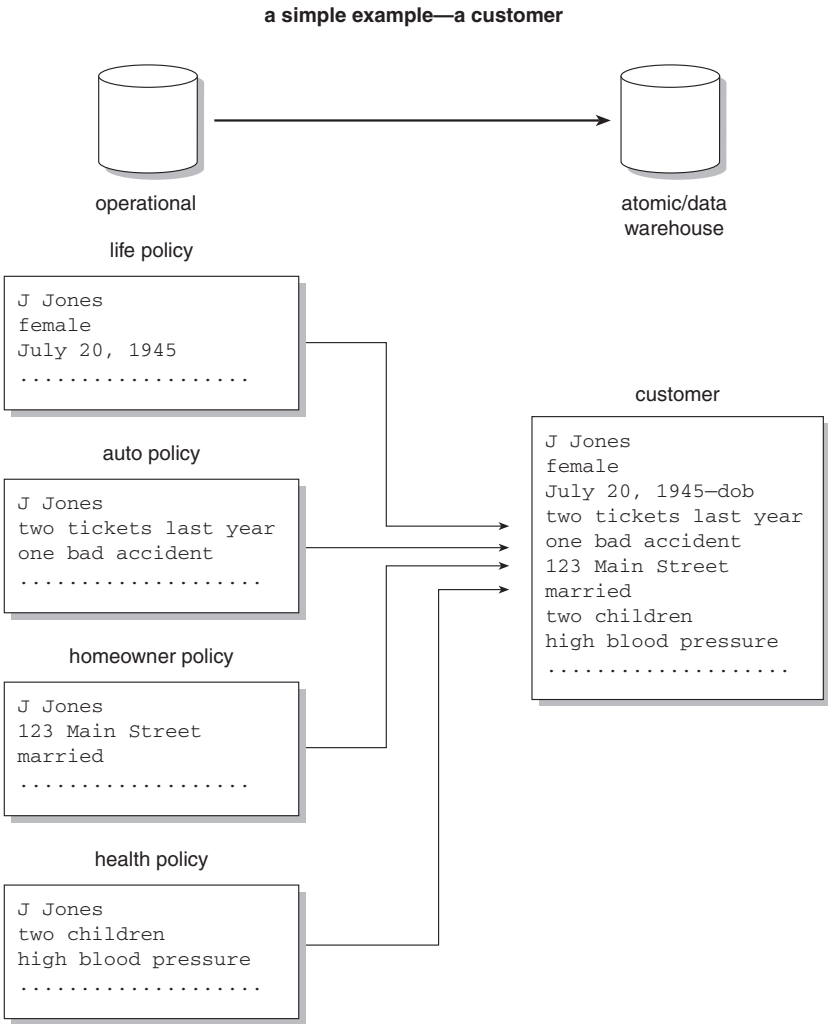 a simple example—a customer
operational
atomic/data
warehouse
life policy
J Jones
female
July 20, 1945
...................
auto policy
J Jones
two tickets last year
one bad accident
....................
homeowner policy
J Jones
123 Main Street
married
...................
health policy
J Jones
two children
high blood pressure
....................
customer
J Jones
female
July 20, 1945—dob
two tickets last year
one bad accident
123 Main Street
married
two children
high blood pressure
....................